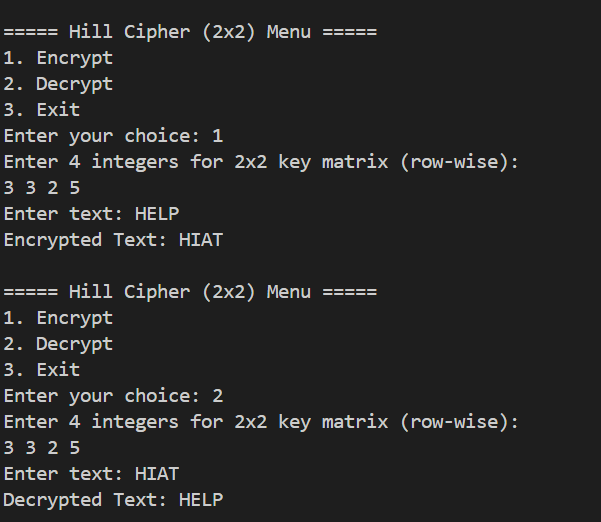 ===== Hill Cipher (2x2) Menu =====
1. Encrypt
2. Decrypt
3. Exit
Enter your choice: 1
Enter 4 integers for 2x2 key matrix (row-wise):
3 3 2 5
Enter text: HELP
Encrypted Text: HIAT

===== Hill Cipher (2x2) Menu =====
1. Encrypt
2. Decrypt
3. Exit
Enter your choice: 2
Enter 4 integers for 2x2 key matrix (row-wise):
3 3 2 5
Enter text: HIAT
Decrypted Text: HELP